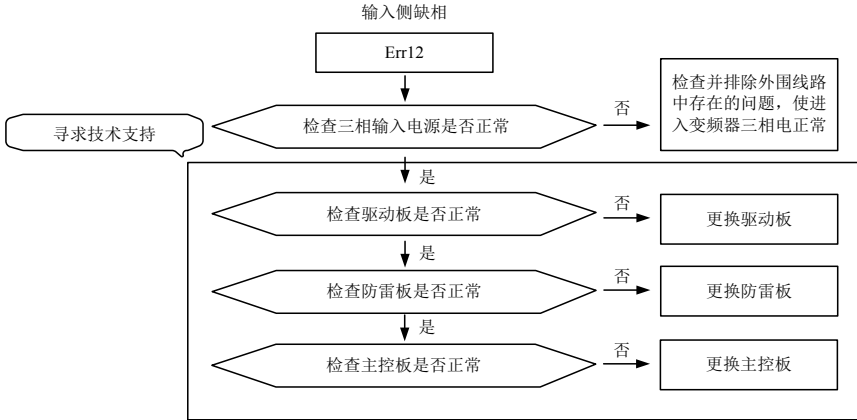 输入侧缺相
Err12
检查三相输入电源是否正常
否
检查并排除外围线路
中存在的问题，使进
入变频器三相电正常
寻求技术支持
是
检查驱动板是否正常
否
更换驱动板
是
检查防雷板是否正常
否
更换防雷板
是
检查主控板是否正常
否
更换主控板